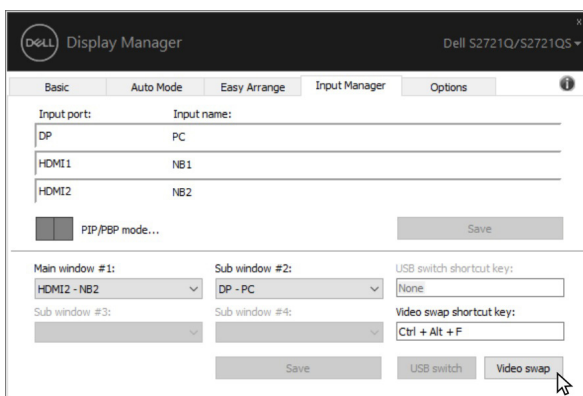 DELL Display Manager
Dell S2721Q/S2721QS
Basic Auto Mode Easy Arrange Input Manager Options
Input port: Input name:
DP PC
HDMI1 NB1
HDMI2 NB2
PIP/PBP mode... Save
Main window #1: Sub window #2: USB switch shortcut key:
HDMI2 - NB2 DP - PC None
Sub window #3: Sub window #4: Video swap shortcut key:
Ctrl + Alt + F
Save USB switch Video swap